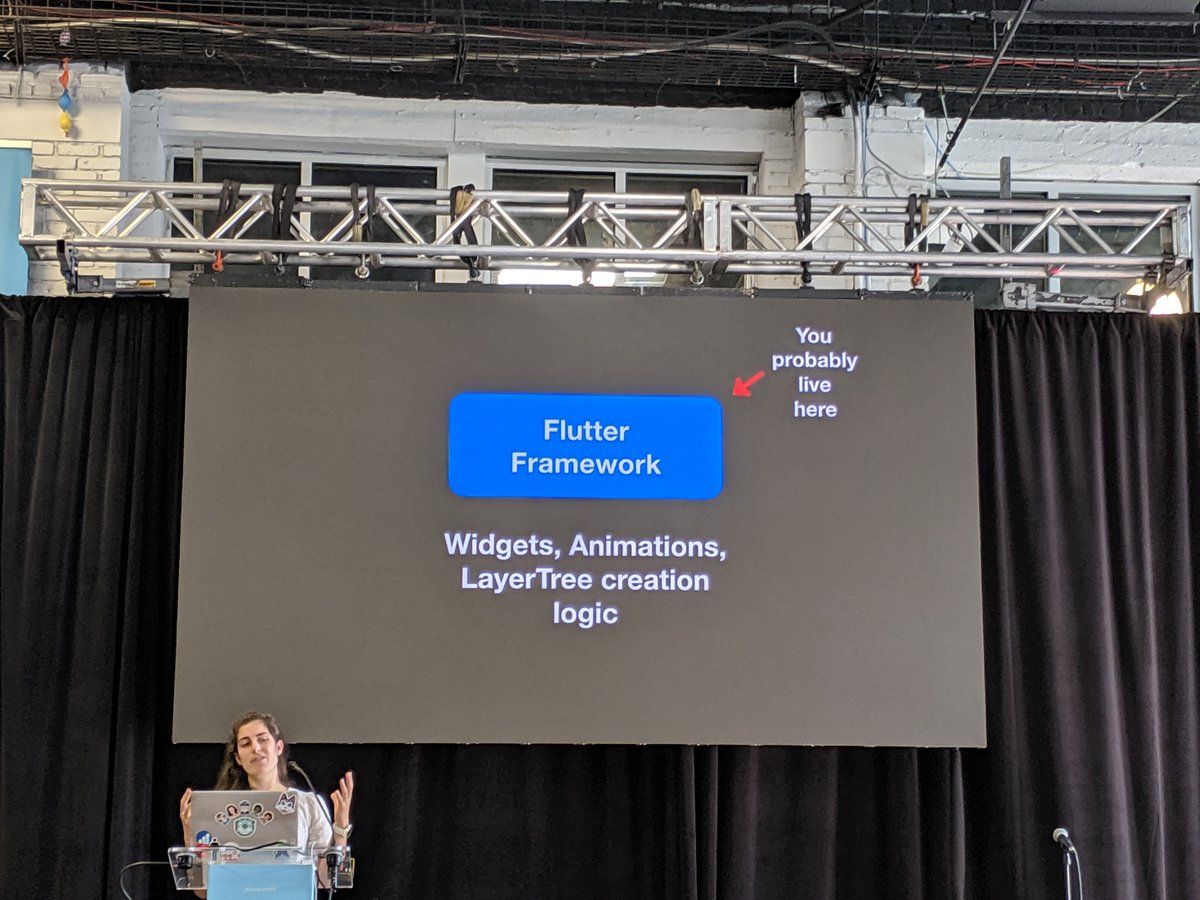 You
probably
live
here
Flutter
Framework
Widgets, Animations,
LayerTree creation
logic